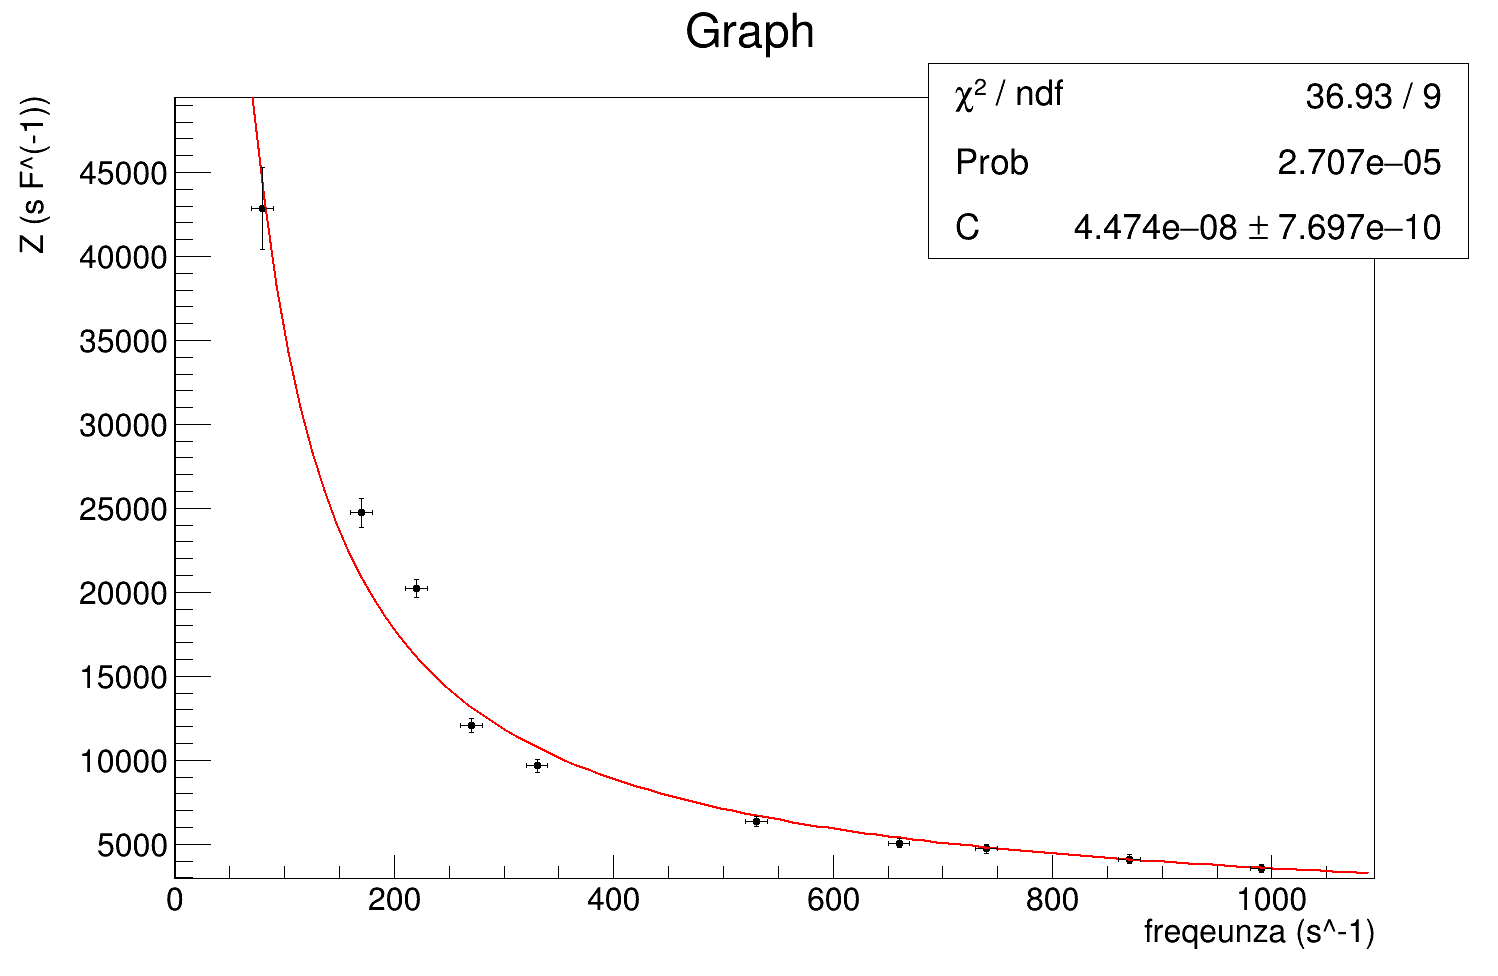 Graph
χ² / ndf 36.93 / 9
Prob 2.707e–05
C 4.474e–08 ± 7.697e–10
Z (s F^(-1))
45000
40000
35000
30000
25000
20000
15000
10000
5000
0 200 400 600 800 1000
freqeunza (s^-1)